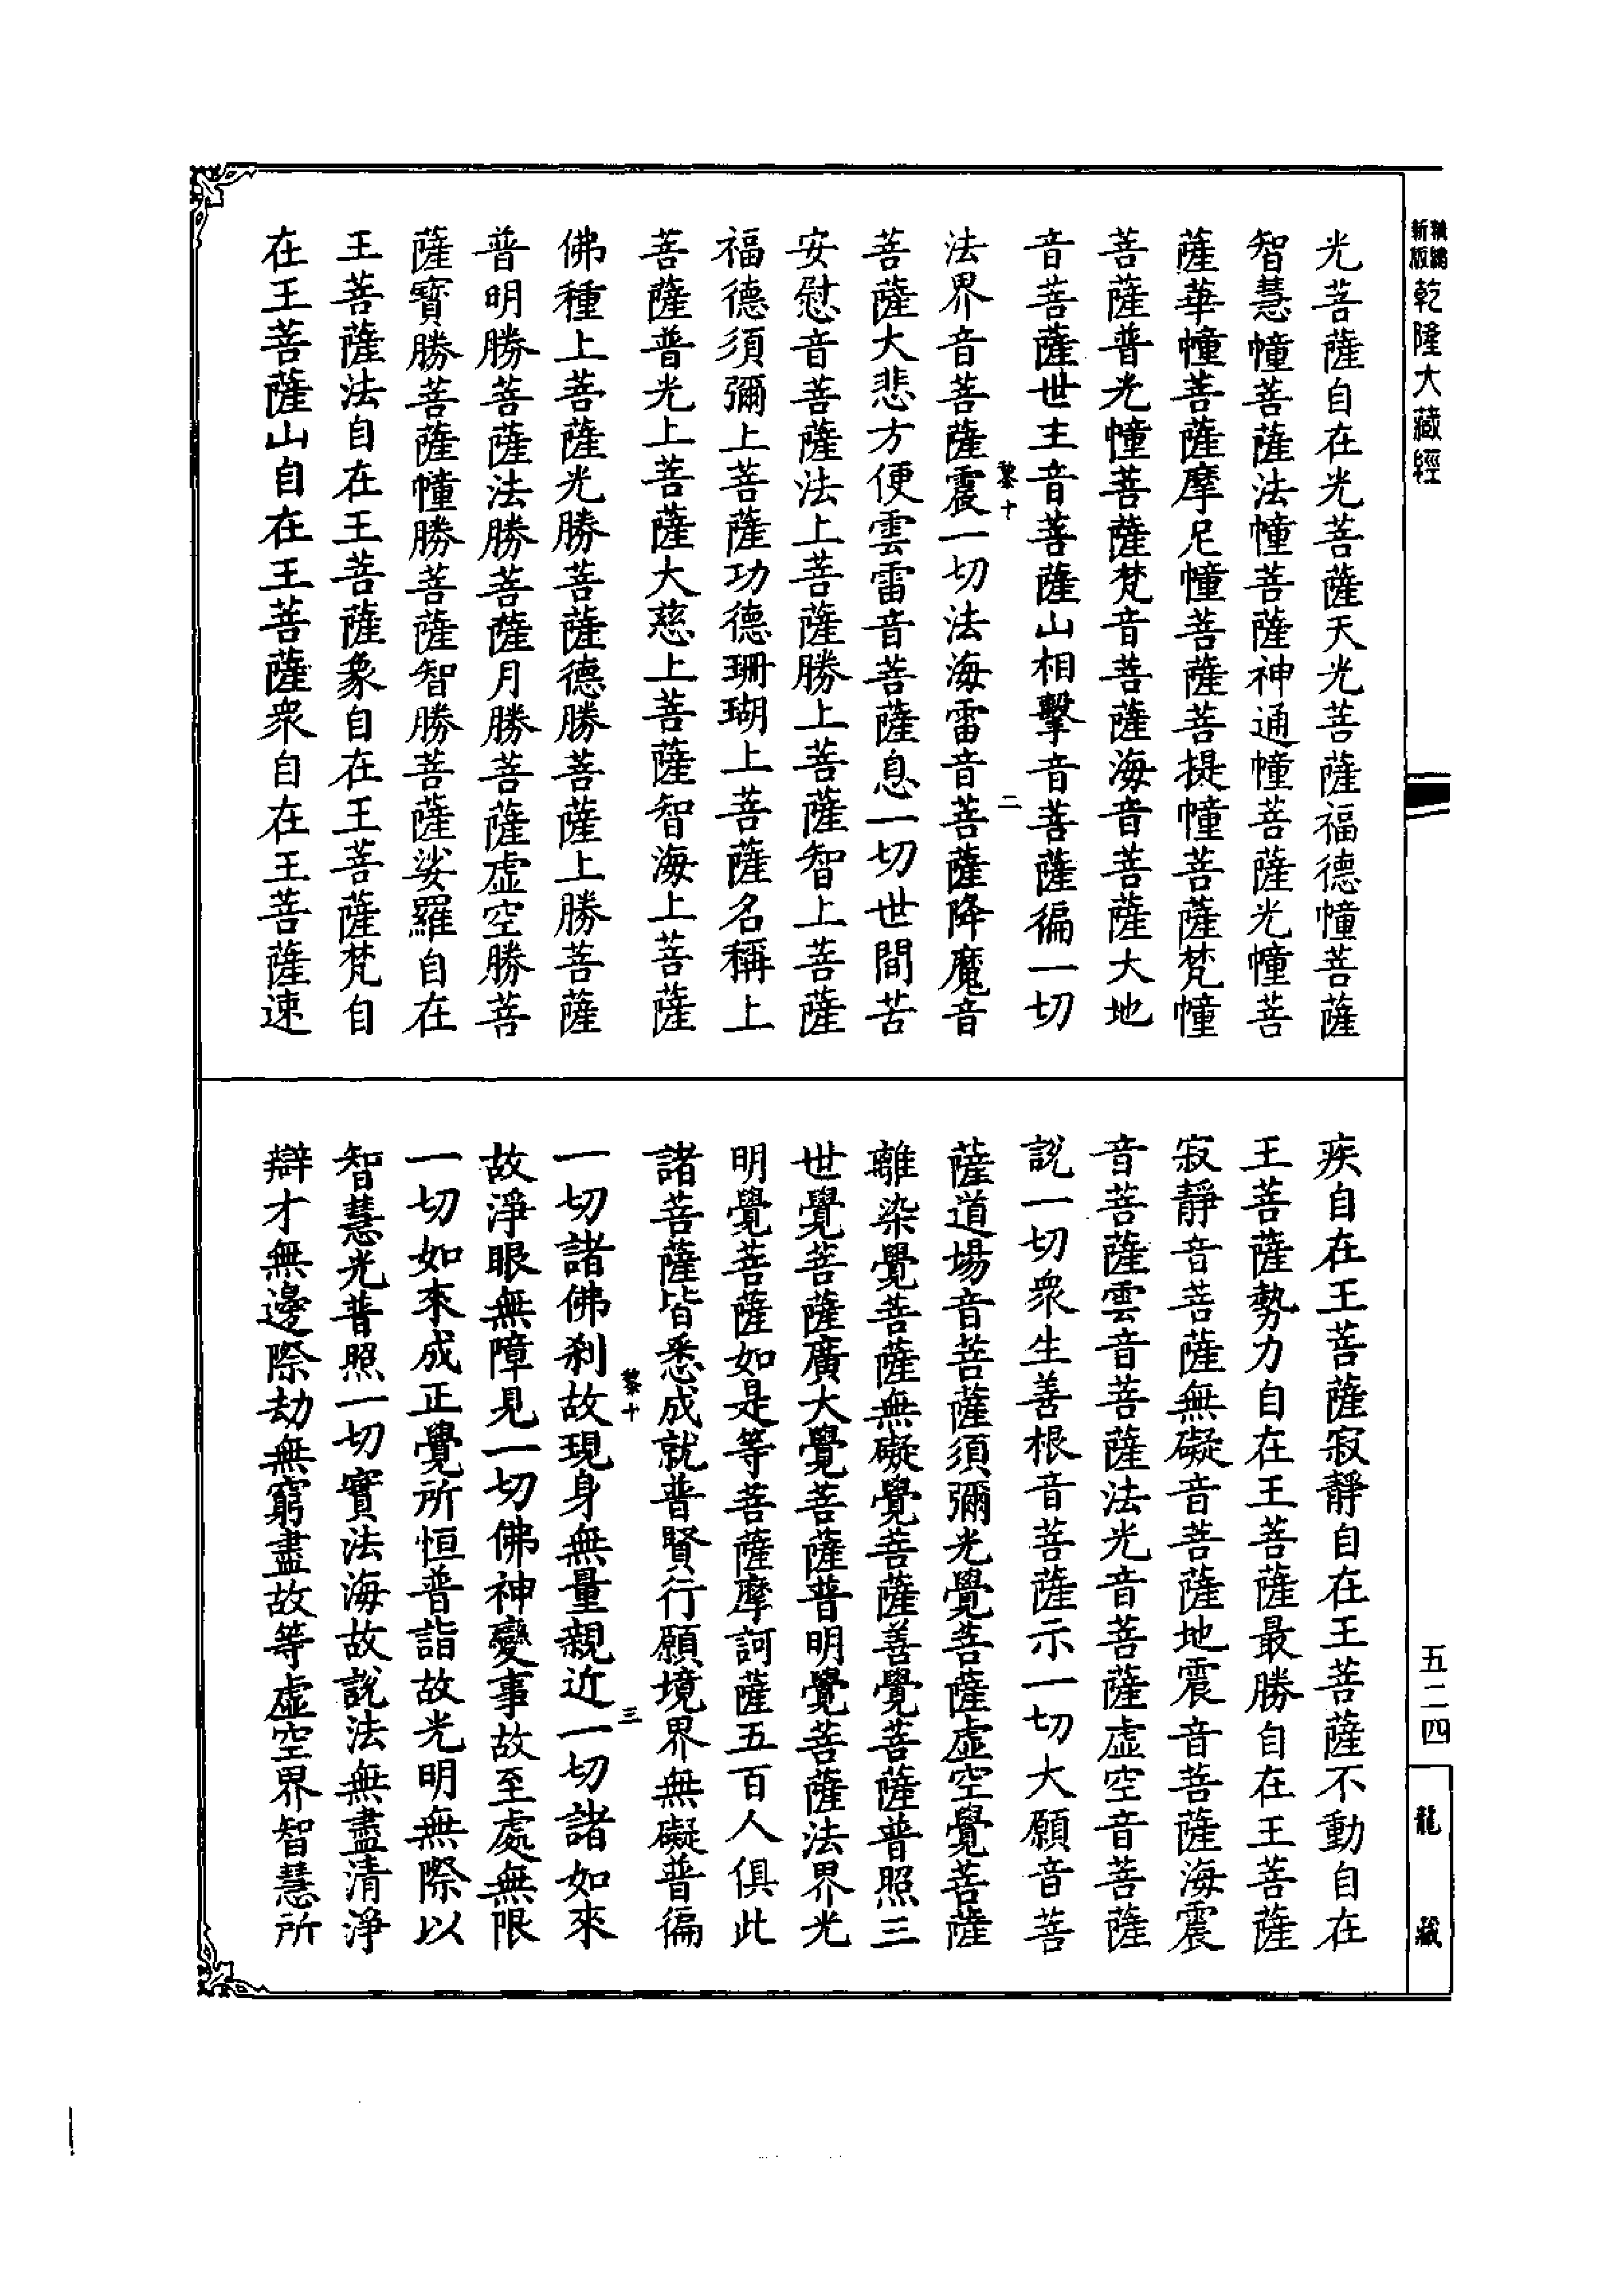 精編
新版
乾隆大藏經
五二四
龍藏
光菩薩自在光菩薩天光菩薩福德幢菩薩
智慧幢菩薩法幢菩薩神通幢菩薩光幢菩
薩華幢菩薩摩尼幢菩薩菩提幢菩薩梵幢
菩薩普光幢菩薩梵音菩薩海音菩薩大地
音菩薩世主音菩薩山相擊音菩薩徧一切
黎十
二
法界音菩薩震一切法海雷音菩薩降魔音
菩薩大悲方便雲雷音菩薩息一切世間苦
安慰音菩薩法上菩薩勝上菩薩智上菩薩
福德須彌上菩薩功德珊瑚上菩薩名稱上
菩薩普光上菩薩大慈上菩薩智海上菩薩
佛種上菩薩光勝菩薩德勝菩薩上勝菩薩
普明勝菩薩法勝菩薩月勝菩薩虛空勝菩
薩寶勝菩薩幢勝菩薩智勝菩薩娑羅自在
王菩薩法自在王菩薩象自在王菩薩梵自
在王菩薩山自在王菩薩衆自在王菩薩速
疾自在王菩薩寂靜自在王菩薩不動自在
王菩薩勢力自在王菩薩最勝自在王菩薩
寂靜音菩薩無礙音菩薩地震音菩薩海震
音菩薩雲音菩薩法光音菩薩虛空音菩薩
說一切衆生善根音菩薩示一切大願音菩
薩道場音菩薩須彌光覺菩薩虛空覺菩薩
離染覺菩薩無礙覺菩薩善覺菩薩普照三
世覺菩薩廣大覺菩薩普明覺菩薩法界光
明覺菩薩如是等菩薩摩訶薩五百人俱此
諸菩薩皆悉成就普賢行願境界無礙普徧
黎十
三
一切諸佛剎故現身無量親近一切諸如來
故淨眼無障見一切佛神變事故至處無限
一切如來成正覺所恒普詣故光明無際以
智慧光普照一切實法海故說法無盡清淨
辯才無邊際劫無窮盡故等虛空界智慧所